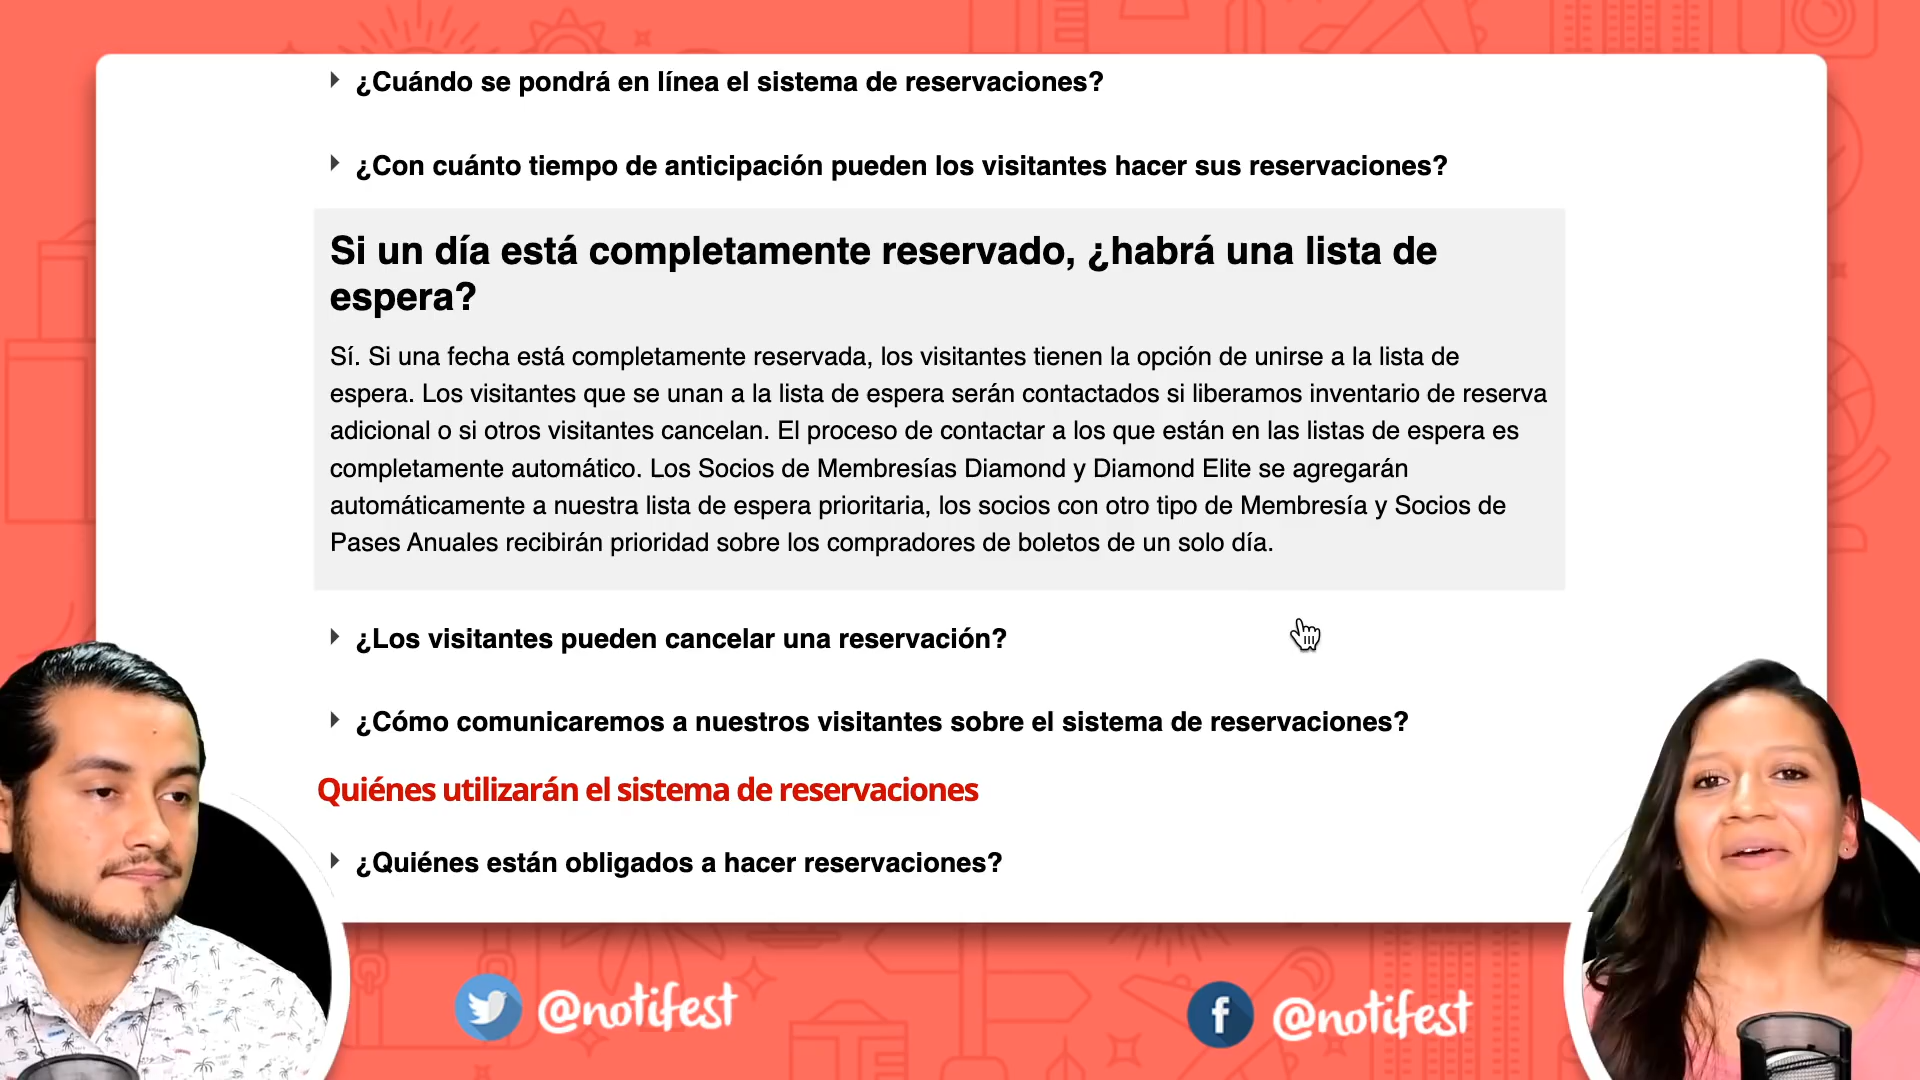 ¿Cuándo se pondrá en línea el sistema de reservaciones?
¿Con cuánto tiempo de anticipación pueden los visitantes hacer sus reservaciones?
Si un día está completamente reservado, ¿habrá una lista de
espera?
Sí. Si una fecha está completamente reservada, los visitantes tienen la opción de unirse a la lista de
espera. Los visitantes que se unan a la lista de espera serán contactados si liberamos inventario de reserva
adicional o si otros visitantes cancelan. El proceso de contactar a los que están en las listas de espera es
completamente automático. Los Socios de Membresías Diamond y Diamond Elite se agregarán
automáticamente a nuestra lista de espera prioritaria, los socios con otro tipo de Membresía y Socios de
Pases Anuales recibirán prioridad sobre los compradores de boletos de un solo día.
¿Los visitantes pueden cancelar una reservación?
¿Cómo comunicaremos a nuestros visitantes sobre el sistema de reservaciones?
Quiénes utilizarán el sistema de reservaciones
¿Quiénes están obligados a hacer reservaciones?
@notifest
f @notifest